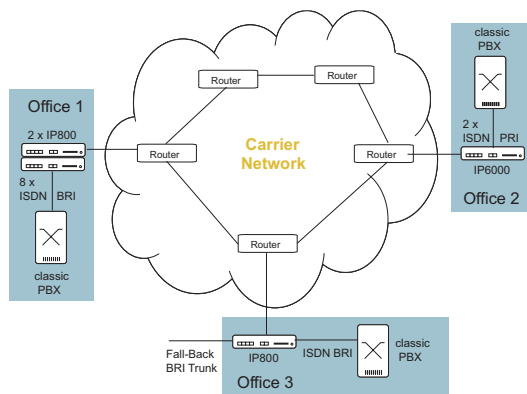 classic
PBX
Router
Router
Office 1
2 x IP800
Router
Carrier
Network
Router
2 x
ISDN PRI
IP6000
Office 2
8 x
ISDN BRI
classic
PBX
Router
Fall-Back
BRI Trunk
IP800
ISDN BRI
classic
PBX
Office 3